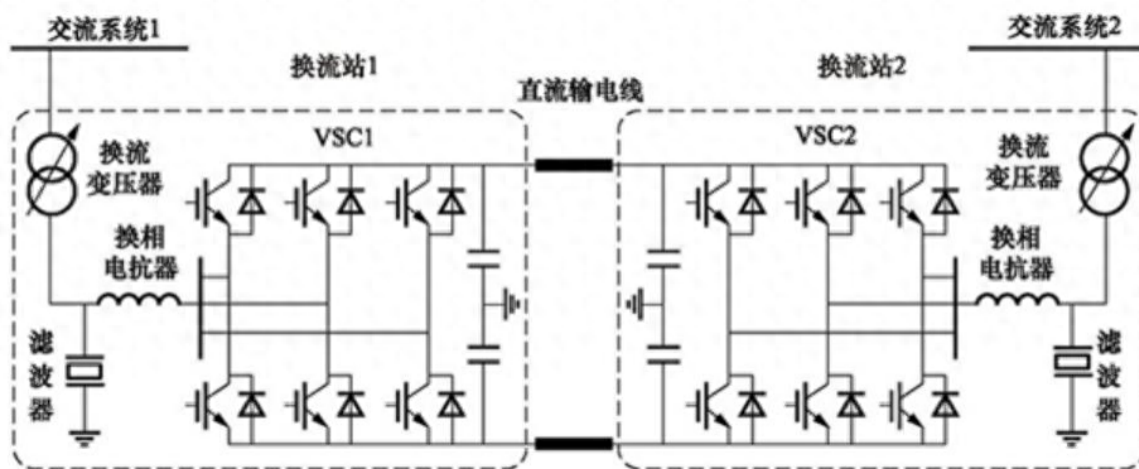 交流系统1
交流系统2
换流站1
换流站2
直流输电线
VSC1
VSC2
换流
变压器
换流
变压器
换相
电抗器
换相
电抗器
滤
波
器
滤
波
器